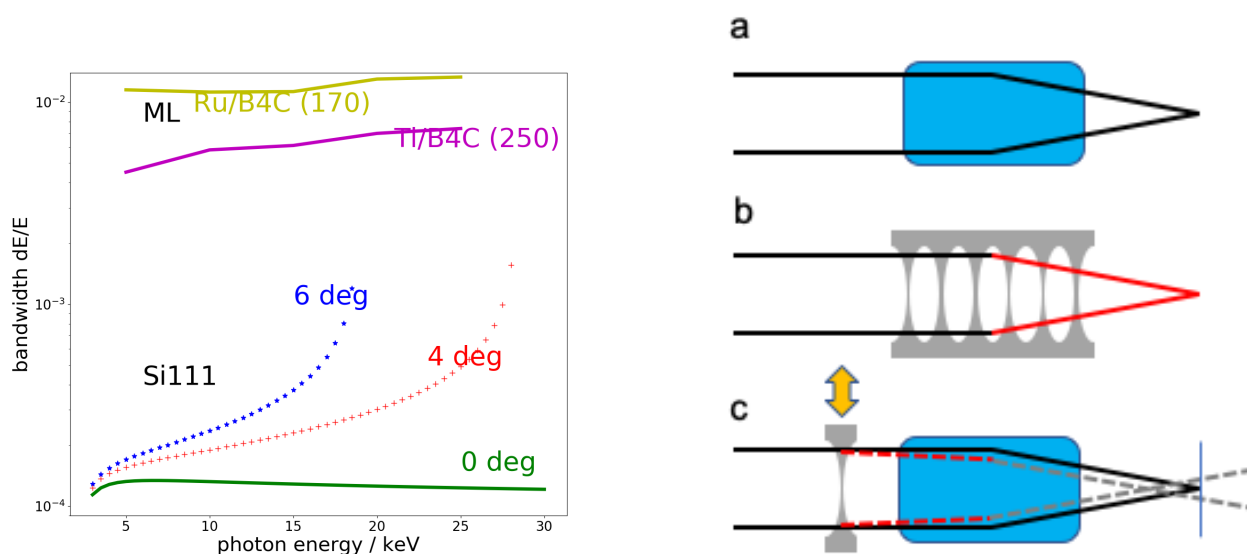 10⁻²
10⁻³
10⁻⁴
bandwidth dE/E
Ru/B4C (170)
ML
Ti/B4C (250)
6 deg
4 deg
Si111
0 deg
5 10 15 20 25 30
photon energy / keV
a
b
c